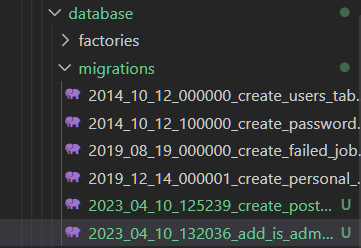 database
factories
migrations
2014_10_12_000000_create_users_tab...
2014_10_12_100000_create_password...
2019_08_19_000000_create_failed_job...
2019_12_14_000001_create_personal_...
2023_04_10_125239_create_post... U
2023_04_10_132036_add_is_adm... U